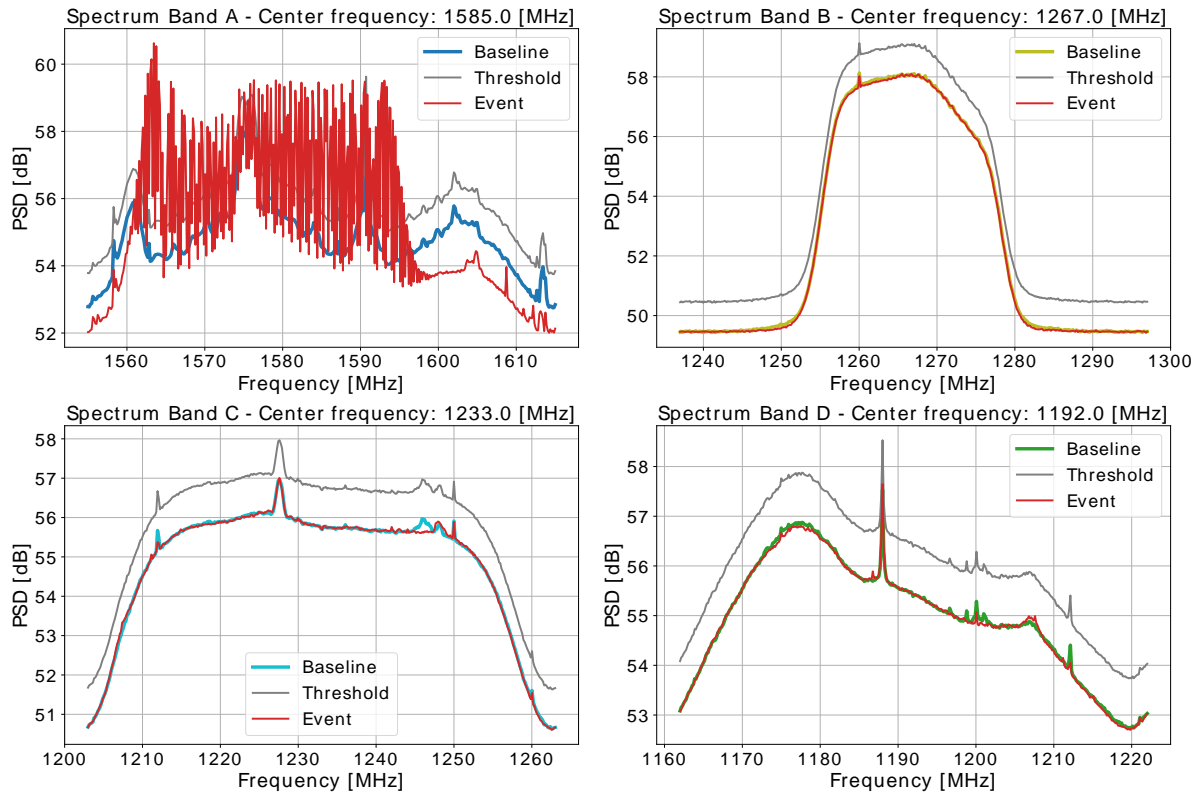 Spectrum Band A - Center frequency: 1585.0 [MHz]
PSD [dB]
60
58
56
54
52
Baseline
Threshold
Event
1560 1570 1580 1590 1600 1610
Frequency [MHz]
Spectrum Band B - Center frequency: 1267.0 [MHz]
PSD [dB]
58
56
54
52
50
Baseline
Threshold
Event
1240 1250 1260 1270 1280 1290 1300
Frequency [MHz]
Spectrum Band C - Center frequency: 1233.0 [MHz]
PSD [dB]
58
57
56
55
54
53
52
51
Baseline
Threshold
Event
1200 1210 1220 1230 1240 1250 1260
Frequency [MHz]
Spectrum Band D - Center frequency: 1192.0 [MHz]
PSD [dB]
58
57
56
55
54
53
Baseline
Threshold
Event
1160 1170 1180 1190 1200 1210 1220
Frequency [MHz]